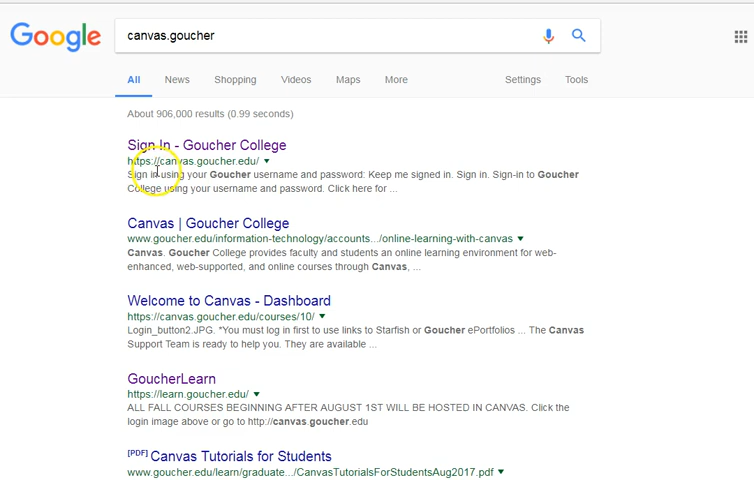 Google
canvas.goucher
All News Shopping Videos Maps More Settings Tools
About 906,000 results (0.99 seconds)
Sign In - Goucher College
https://canvas.goucher.edu/
Sign in using your Goucher username and password: Keep me signed in. Sign in. Sign-in to Goucher
College using your username and password. Click here for ...
Canvas | Goucher College
www.goucher.edu/information-technology/accounts.../online-learning-with-canvas
Canvas. Goucher College provides faculty and students an online learning environment for web-
enhanced, web-supported, and online courses through Canvas, ...
Welcome to Canvas - Dashboard
https://canvas.goucher.edu/courses/10/
Login_button2.JPG. *You must log in first to use links to Starfish or Goucher ePortfolios ... The Canvas
Support Team is ready to help you. They are available ...
GoucherLearn
https://learn.goucher.edu/
ALL FALL COURSES BEGINNING AFTER AUGUST 1ST WILL BE HOSTED IN CANVAS. Click the
login image above or go to http://canvas.goucher.edu
[PDF] Canvas Tutorials for Students
www.goucher.edu/learn/graduate.../CanvasTutorialsForStudentsAug2017.pdf